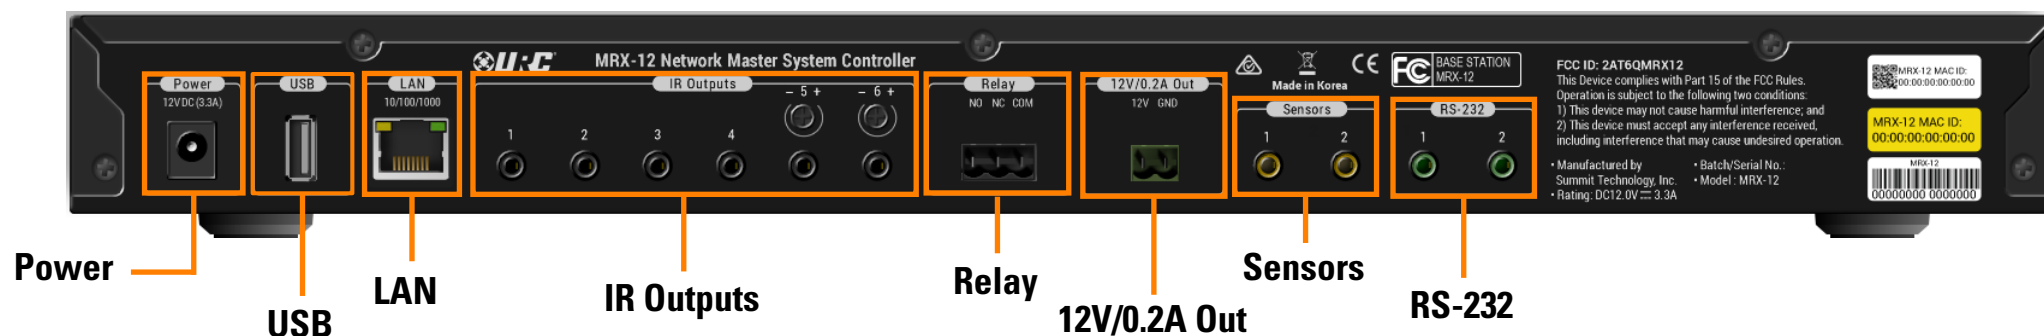 URC MRX-12 Network Master System Controller
Power
12V DC (3.3A)
USB
LAN
10/100/1000
IR Outputs
1 2 3 4 - 5 + - 6 +
Relay
NO NC COM
12V/0.2A Out
12V GND
Made in Korea
CE
FC BASE STATION
MRX-12
Sensors
1 2
RS-232
1 2
FCC ID: 2AT6QMRX12
This Device complies with Part 15 of the FCC Rules.
Operation is subject to the following two conditions:
1) This device may not cause harmful interference; and
2) This device must accept any interference received,
including interference that may cause undesired operation.
• Manufactured by
Summit Technology, Inc.
• Rating: DC12.0V 3.3A
• Batch/Serial No.:
• Model : MRX-12
MRX-12 MAC ID:
00:00:00:00:00:00
MRX-12 MAC ID:
00:00:00:00:00:00
MRX-12
00000000 0000000
Power
USB
LAN
IR Outputs
Relay
12V/0.2A Out
Sensors
RS-232